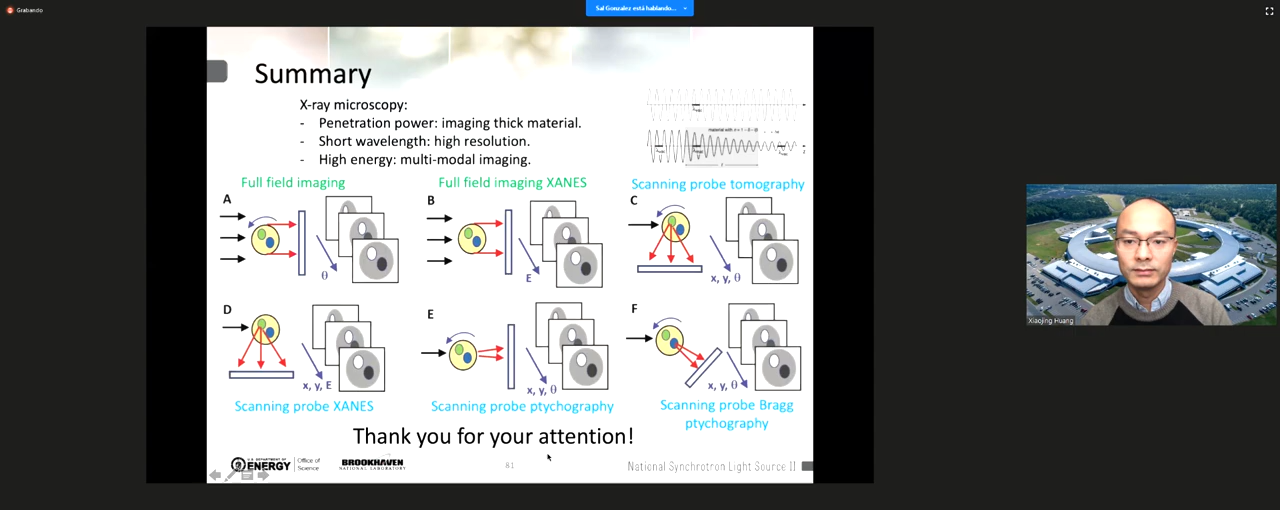 Grabando
Sal Gonzalez está hablando...
Summary
X-ray microscopy:
- Penetration power: imaging thick material.
- Short wavelength: high resolution.
- High energy: multi-modal imaging.
Full field imaging
Full field imaging XANES
Scanning probe tomography
A
B
C
θ
E
x, y, θ
D
E
F
x, y, E
x, y, θ
x, y, θ
Scanning probe XANES
Scanning probe ptychography
Scanning probe Bragg
ptychography
Thank you for your attention!
U.S. DEPARTMENT OF
ENERGY
Office of
Science
BROOKHAVEN
NATIONAL LABORATORY
81
National Synchrotron Light Source II
Xiaojing Huang